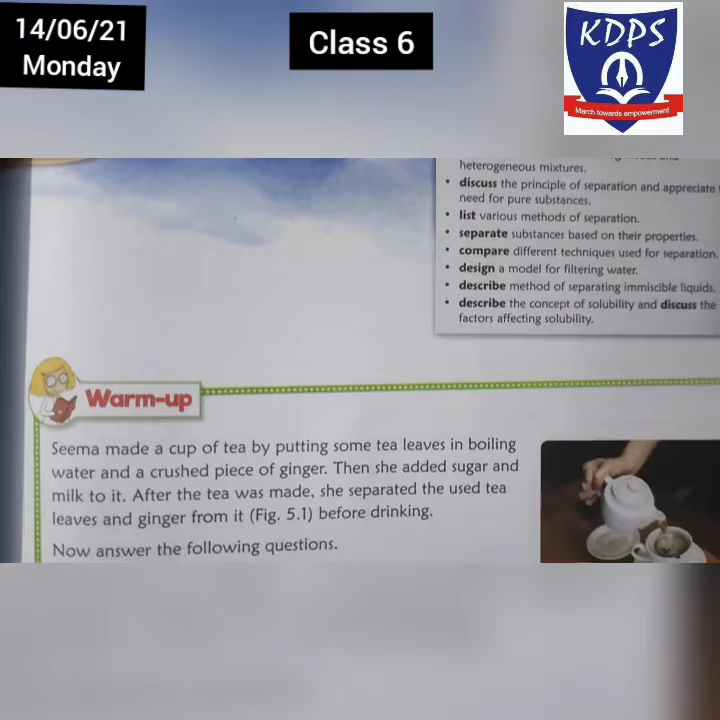 14/06/21
Monday
Class 6
KDPS
March towards empowerment
heterogeneous mixtures.
• discuss the principle of separation and appreciate
need for pure substances.
• list various methods of separation.
• separate substances based on their properties.
• compare different techniques used for separation.
• design a model for filtering water.
• describe method of separating immiscible liquids.
• describe the concept of solubility and discuss the
factors affecting solubility.
Warm-up
Seema made a cup of tea by putting some tea leaves in boiling
water and a crushed piece of ginger. Then she added sugar and
milk to it. After the tea was made, she separated the used tea
leaves and ginger from it (Fig. 5.1) before drinking.
Now answer the following questions.